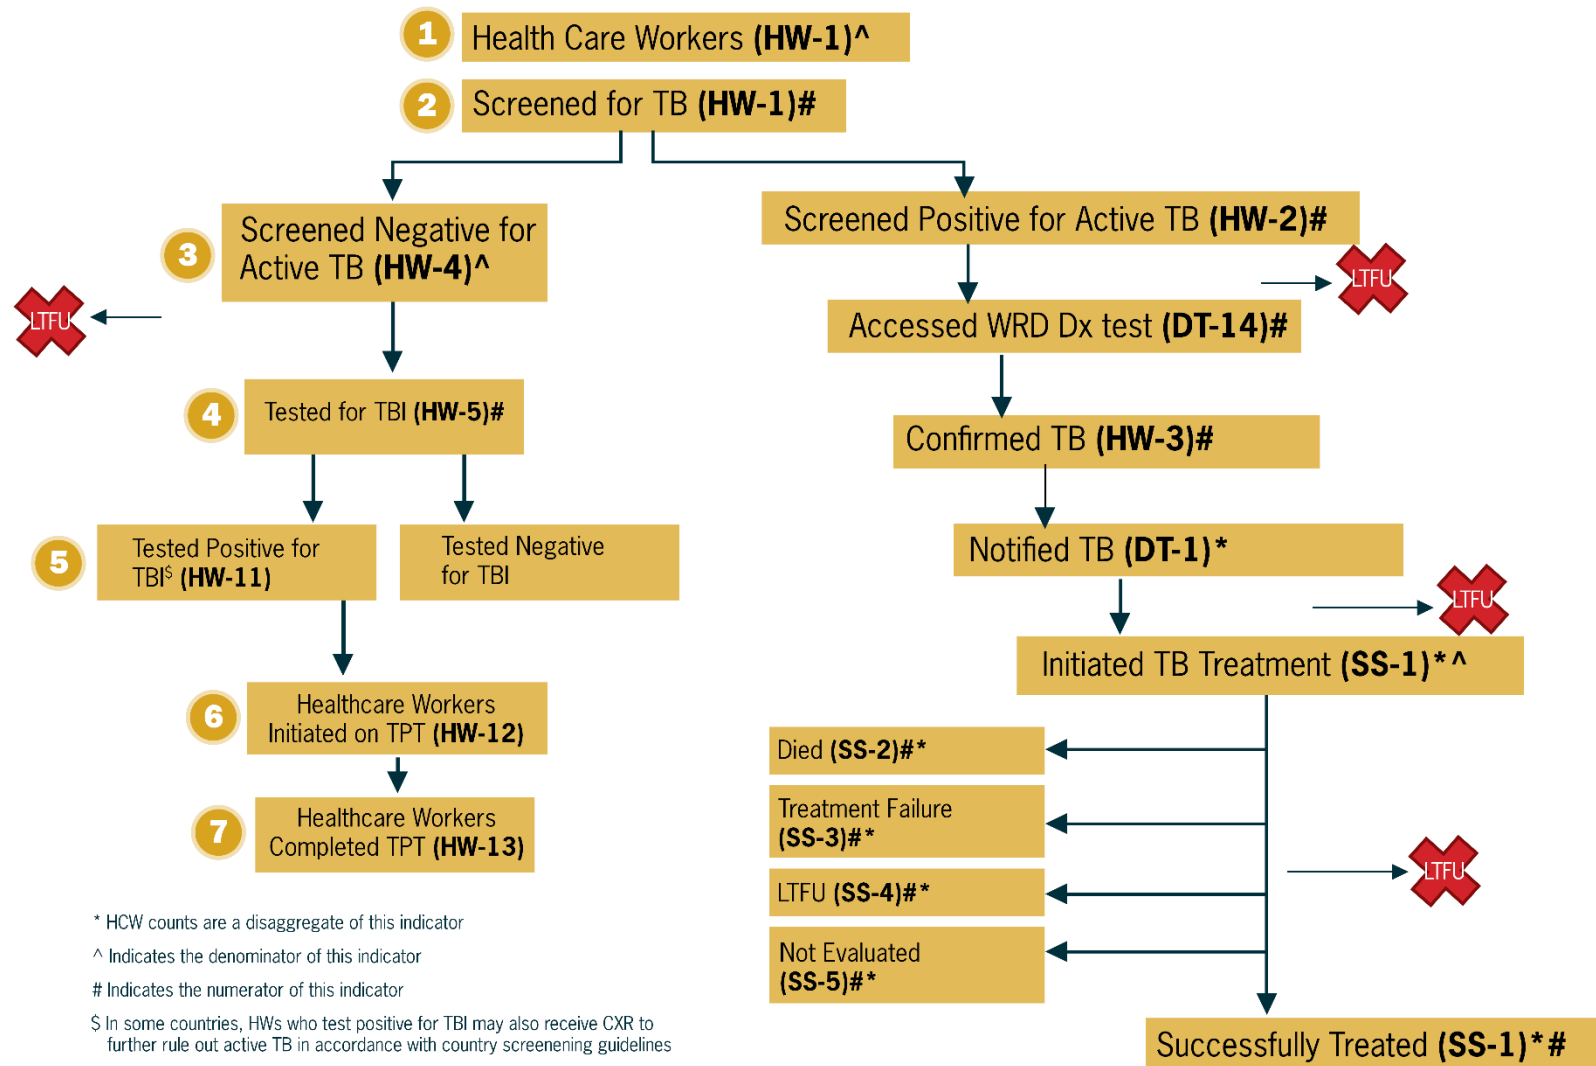 1
Health Care Workers (HW-1)^
2
Screened for TB (HW-1)#
3
Screened Negative for
Active TB (HW-4)^
LTFU
4
Tested for TBI (HW-5)#
5
Tested Positive for
TBI$ (HW-11)
Tested Negative
for TBI
6
Healthcare Workers
Initiated on TPT (HW-12)
7
Healthcare Workers
Completed TPT (HW-13)
Screened Positive for Active TB (HW-2)#
LTFU
Accessed WRD Dx test (DT-14)#
Confirmed TB (HW-3)#
Notified TB (DT-1)*
LTFU
Initiated TB Treatment (SS-1)*^
Died (SS-2)#*
Treatment Failure
(SS-3)#*
LTFU (SS-4)#*
LTFU
Not Evaluated
(SS-5)#*
Successfully Treated (SS-1)*#
* HCW counts are a disaggregate of this indicator
^ Indicates the denominator of this indicator
# Indicates the numerator of this indicator
$ In some countries, HWs who test positive for TBI may also receive CXR to
further rule out active TB in accordance with country screenening guidelines